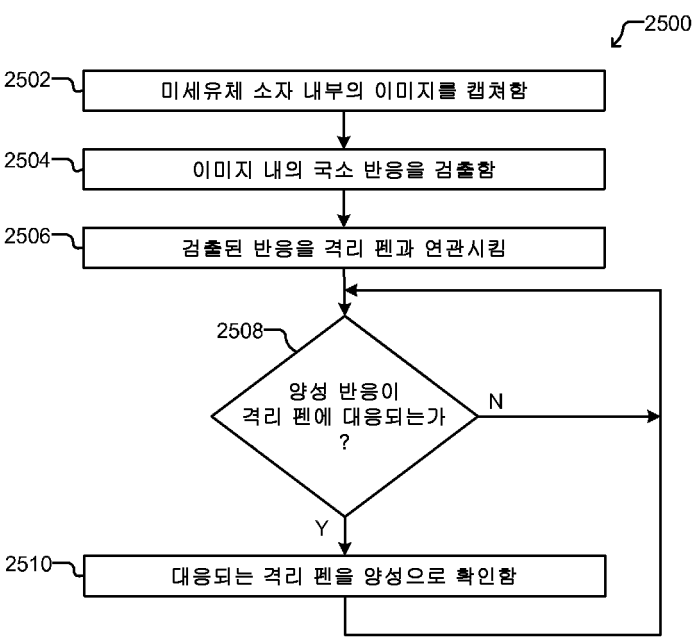 2500
2502
미세유체 소자 내부의 이미지를 캡쳐함
2504
이미지 내의 국소 반응을 검출함
2506
검출된 반응을 격리 펜과 연관시킴
2508
양성 반응이
격리 펜에 대응되는가
?
N
Y
2510
대응되는 격리 펜을 양성으로 확인함